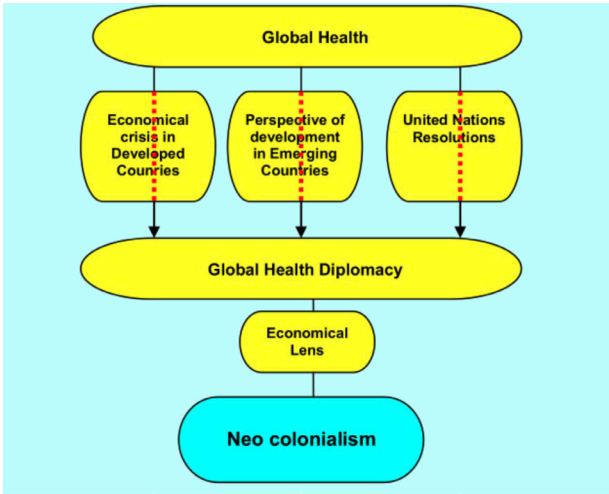 Global Health
Economical
crisis in
Developed
Counries
Perspective of
development
in Emerging
Countries
United Nations
Resolutions
Global Health Diplomacy
Economical
Lens
Neo colonialism